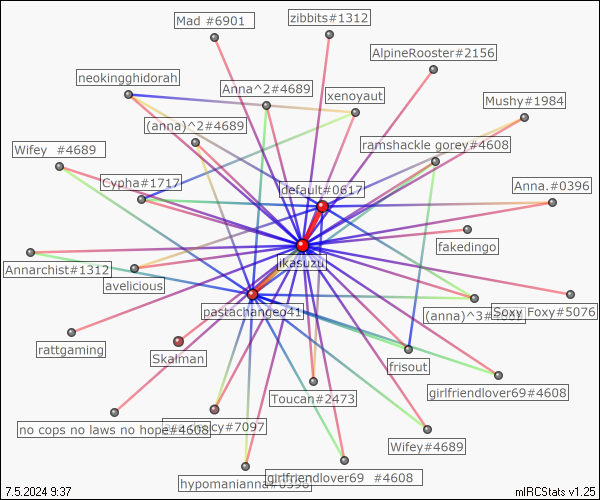 Mad #6901
zibbits#1312
AlpineRooster#2156
neokingghidorah
Anna^2#4689
xenoyaut
Mushy#1984
(anna)^2#4689
ramshackle gorey#4608
Wifey #4689
Cypha#1717
default#0617
Anna.#0396
fakedingo
ikasuzu
Annarchist#1312
avelicious
pastachangeo41
(anna)^3#4689
Soxy Foxy#5076
rattgaming
Skalman
frisout
girlfriendlover69#4608
Toucan#2473
no cops no laws no hope#4608
cy#7097
Wifey#4689
hypomanianna#0396
girlfriendlover69 #4608
7.5.2024 9:37
mIRCStats v1.25